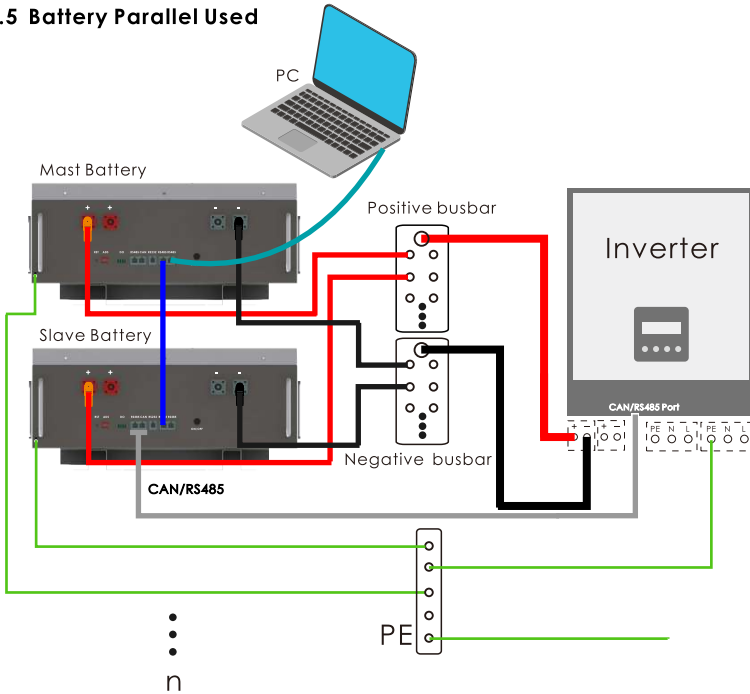 .5 Battery Parallel Used
PC
Mast Battery
Positive busbar
Inverter
Slave Battery
CAN/RS485 Port
+ - + -
PE N L PE N L
Negative busbar
CAN/RS485
PE
n